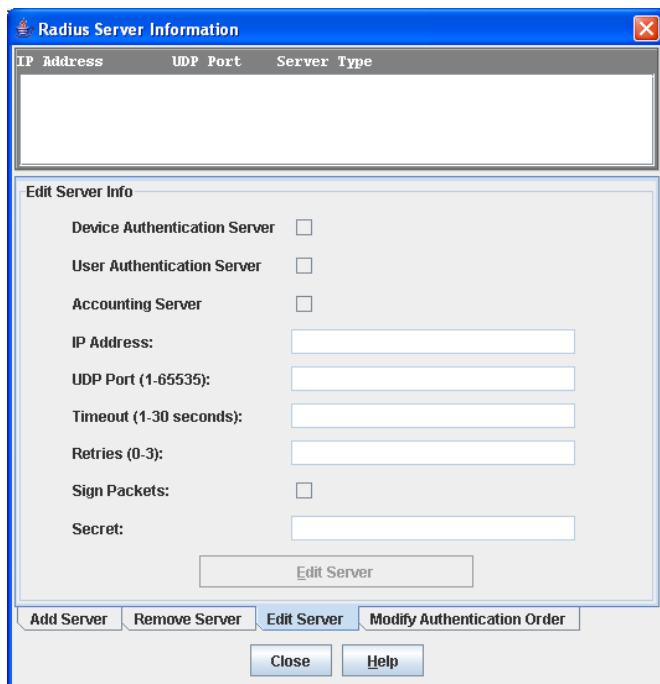 Radius Server Information
IP Address UDP Port Server Type
Edit Server Info
Device Authentication Server
User Authentication Server
Accounting Server
IP Address:
UDP Port (1-65535):
Timeout (1-30 seconds):
Retries (0-3):
Sign Packets:
Secret:
Edit Server
Add Server Remove Server Edit Server Modify Authentication Order
Close Help